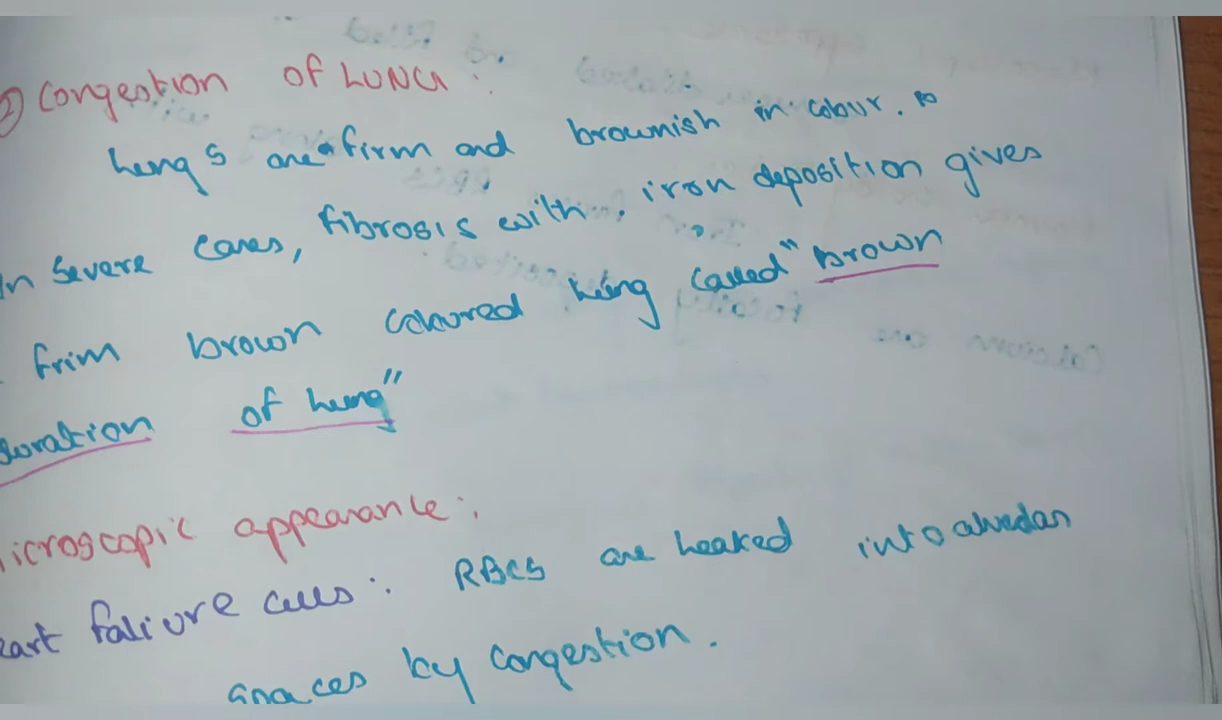 2) Congestion of LUNG :
Lungs are firm and brownish in colour.
In Severe Cases, fibrosis with iron deposition gives
frim brown coloured lung called "Brown
duration of lung"
icroscopic appearance :
eart faliure cells : RBCs are leaked into alveolar
spaces by congestion.